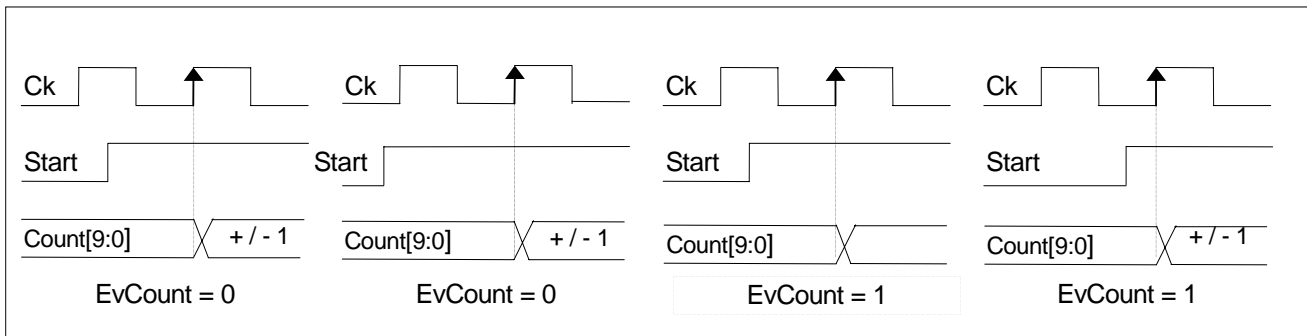 Ck
Ck
Ck
Ck
Start
Start
Start
Start
Count[9:0]
+ / - 1
Count[9:0]
+ / - 1
Count[9:0]
Count[9:0]
+ / - 1
EvCount = 0
EvCount = 0
EvCount = 1
EvCount = 1